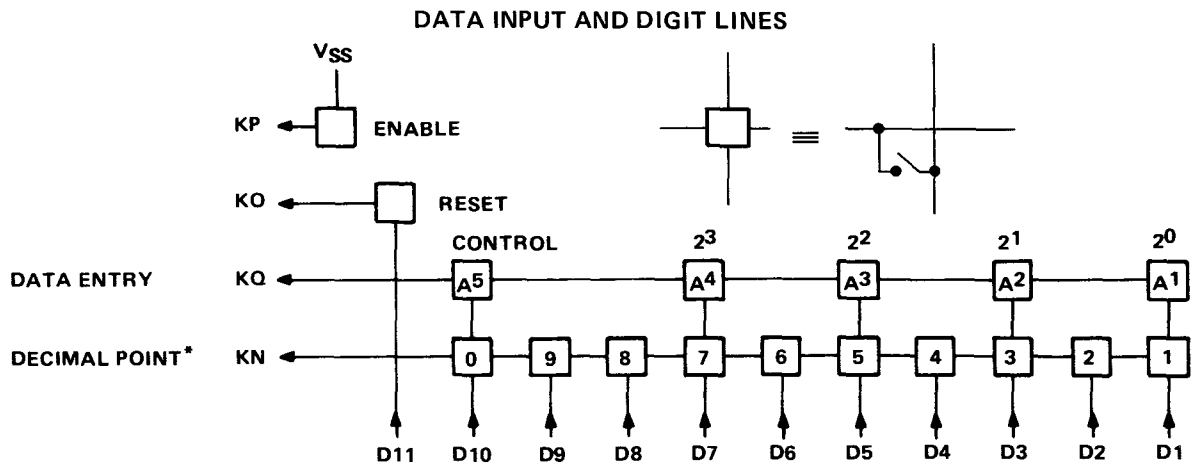 DATA INPUT AND DIGIT LINES
VSS
KP ENABLE
KO RESET
CONTROL 2³ 2² 2¹ 2⁰
DATA ENTRY KQ A5 A4 A3 A2 A1
DECIMAL POINT* KN 0 9 8 7 6 5 4 3 2 1
D11 D10 D9 D8 D7 D6 D5 D4 D3 D2 D1